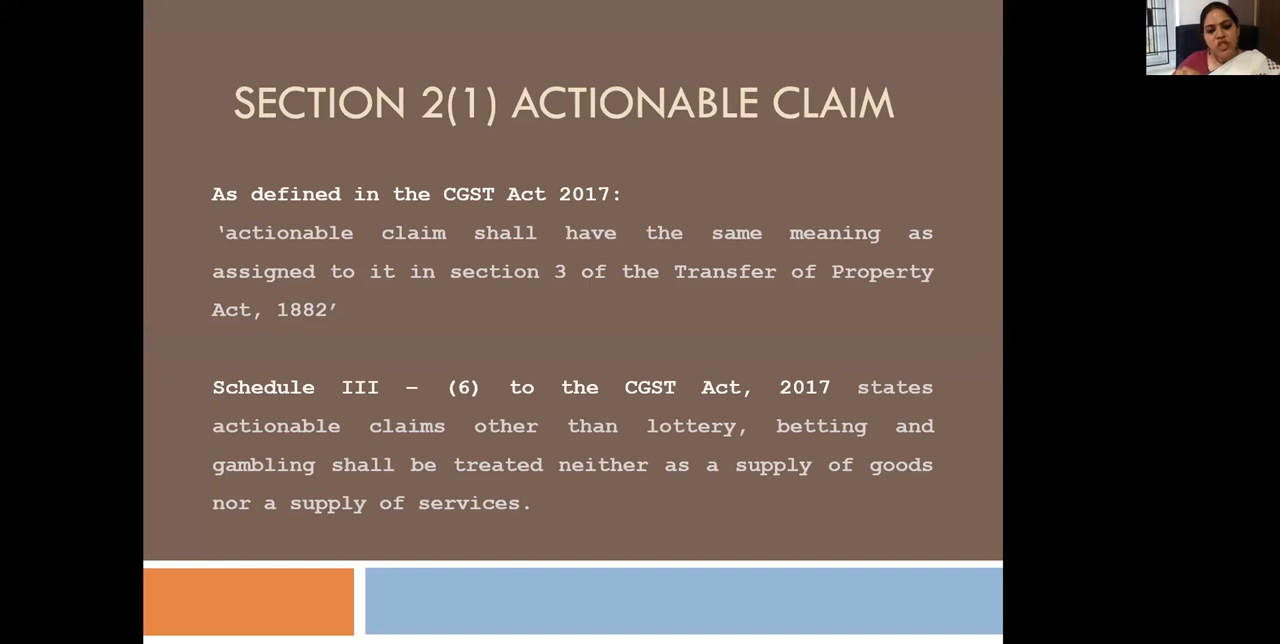 SECTION 2(1) ACTIONABLE CLAIM
As defined in the CGST Act 2017:
‘actionable claim shall have the same meaning as
assigned to it in section 3 of the Transfer of Property
Act, 1882’
Schedule III – (6) to the CGST Act, 2017 states
actionable claims other than lottery, betting and
gambling shall be treated neither as a supply of goods
nor a supply of services.